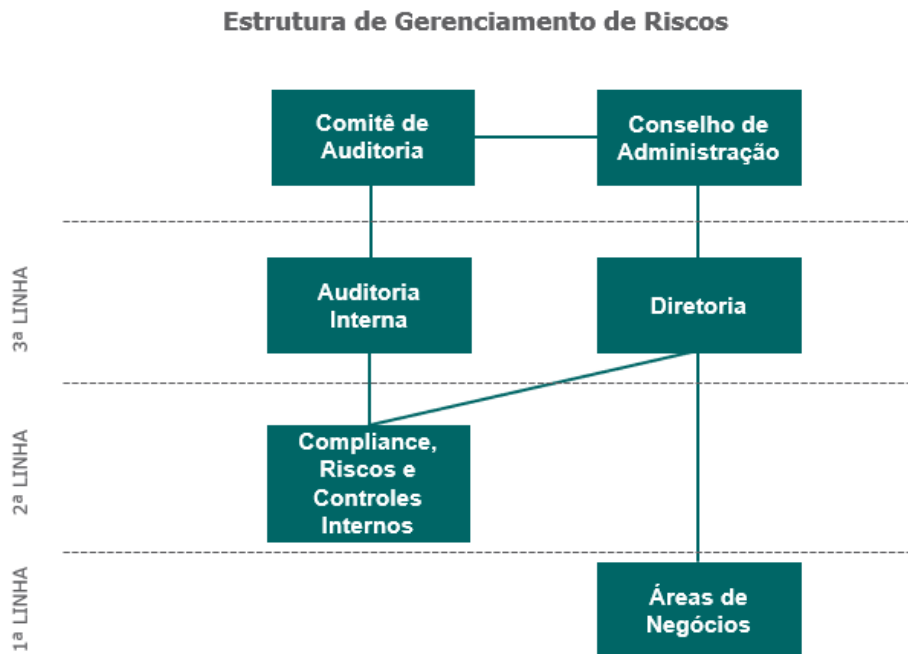 Estrutura de Gerenciamento de Riscos
Comitê de
Auditoria
Conselho de
Administração
3ª LINHA
Auditoria
Interna
Diretoria
2ª LINHA
Compliance,
Riscos e
Controles
Internos
1ª LINHA
Áreas de
Negócios